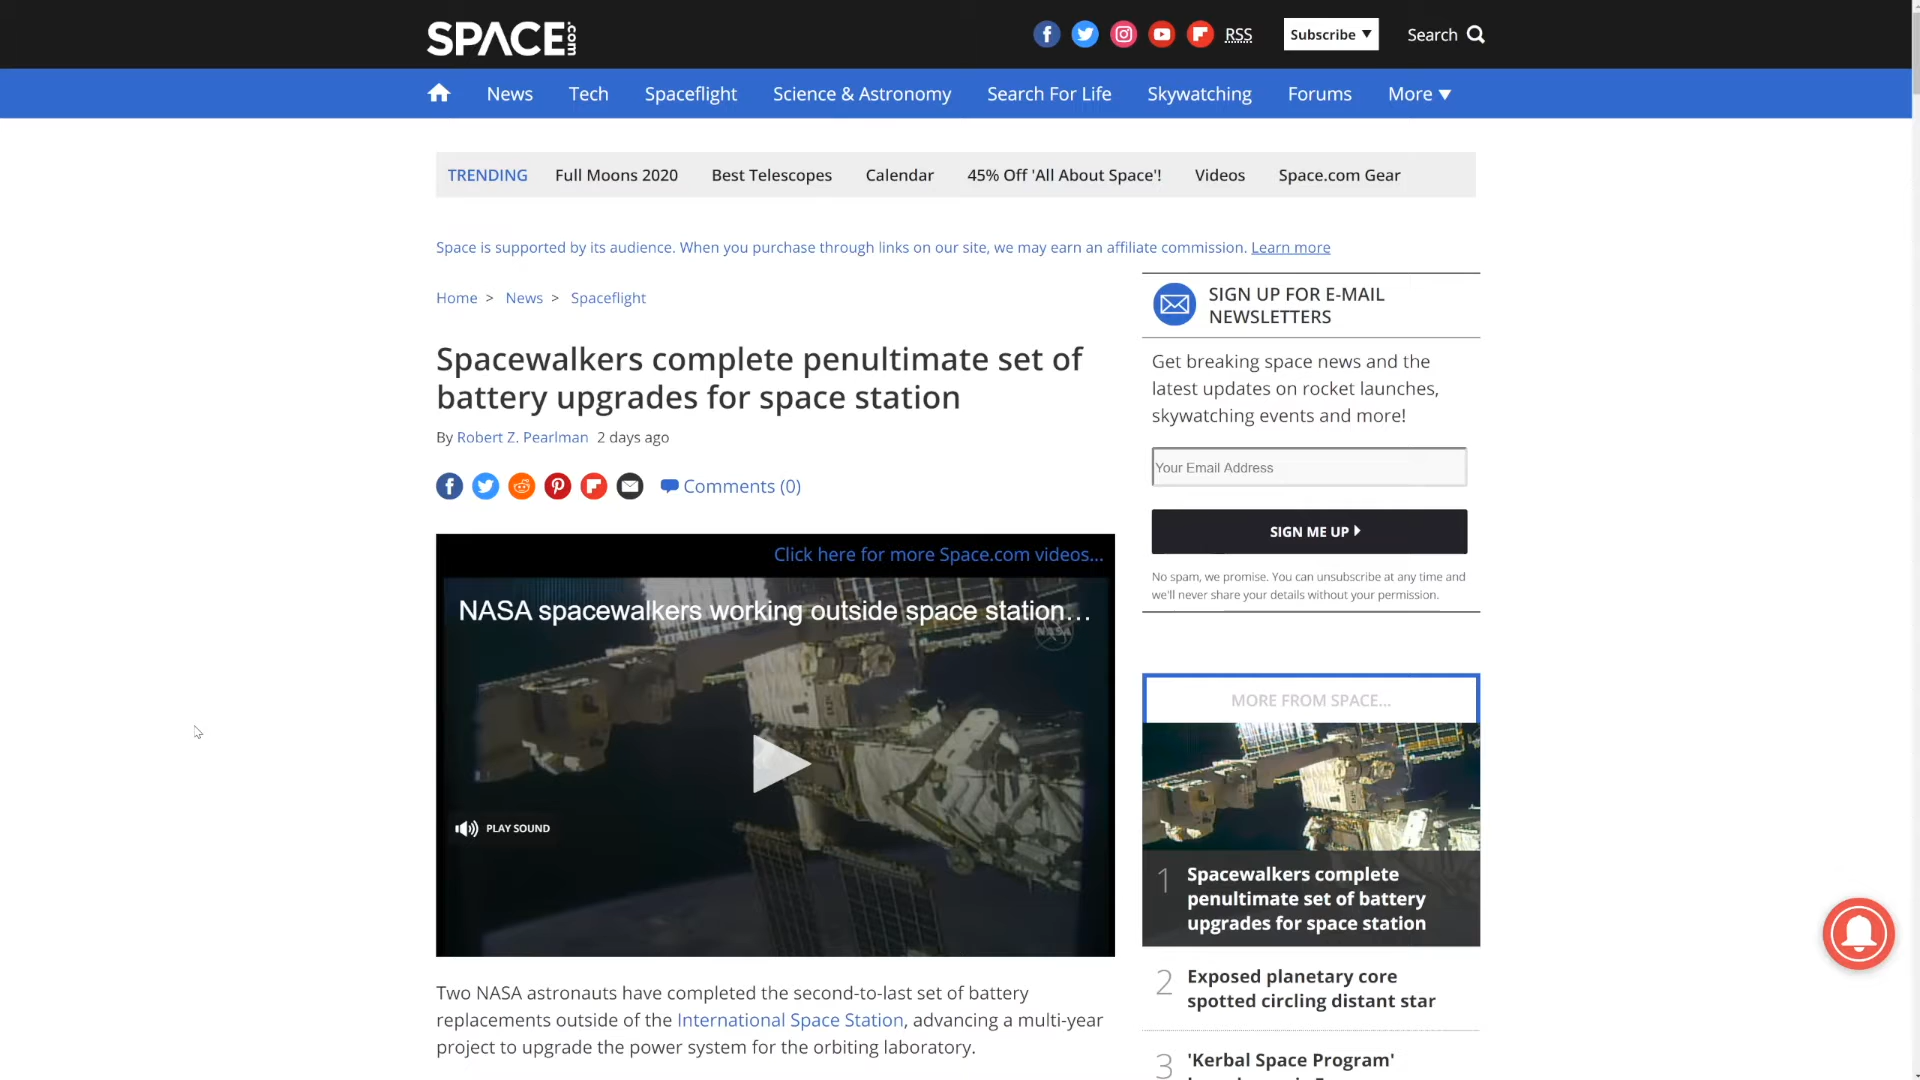 SPACE.com
RSS
Subscribe ▼
Search
News
Tech
Spaceflight
Science & Astronomy
Search For Life
Skywatching
Forums
More ▼
TRENDING
Full Moons 2020
Best Telescopes
Calendar
45% Off 'All About Space'!
Videos
Space.com Gear
Space is supported by its audience. When you purchase through links on our site, we may earn an affiliate commission. Learn more
Home > News > Spaceflight
Spacewalkers complete penultimate set of
battery upgrades for space station
By Robert Z. Pearlman 2 days ago
Comments (0)
Click here for more Space.com videos...
NASA spacewalkers working outside space station…
NASA
PLAY SOUND
Two NASA astronauts have completed the second-to-last set of battery
replacements outside of the International Space Station, advancing a multi-year
project to upgrade the power system for the orbiting laboratory.
SIGN UP FOR E-MAIL
NEWSLETTERS
Get breaking space news and the
latest updates on rocket launches,
skywatching events and more!
Your Email Address
SIGN ME UP
No spam, we promise. You can unsubscribe at any time and
we'll never share your details without your permission.
MORE FROM SPACE...
1 Spacewalkers complete
penultimate set of battery
upgrades for space station
2 Exposed planetary core
spotted circling distant star
3 'Kerbal Space Program'